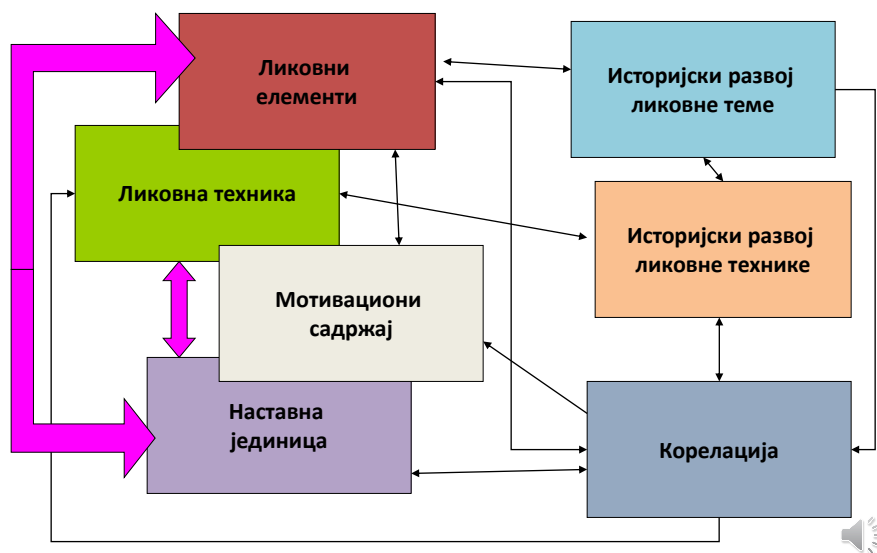 Ликовни
елементи
Историјски развој
ликовне теме
Ликовна техника
Историјски развој
ликовне технике
Мотивациони
садржај
Наставна
јединица
Корелација